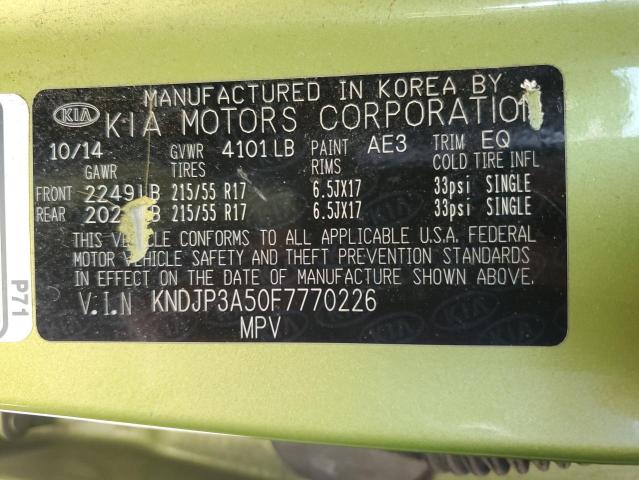 MANUFACTURED IN KOREA BY
KIA KIA MOTORS CORPORATION
10/14 GVWR 4101LB PAINT AE3 TRIM EQ
GAWR TIRES RIMS COLD TIRE INFL
FRONT 2249LB 215/55 R17 6.5JX17 33psi SINGLE
REAR 215/55 R17 6.5JX17 33psi SINGLE
THIS VEHICLE CONFORMS TO ALL APPLICABLE U.S.A. FEDERAL
MOTOR VEHICLE SAFETY AND THEFT PREVENTION STANDARDS
IN EFFECT ON THE DATE OF MANUFACTURE SHOWN ABOVE.
V.I.N KNDJP3A50F7770226
MPV
P71